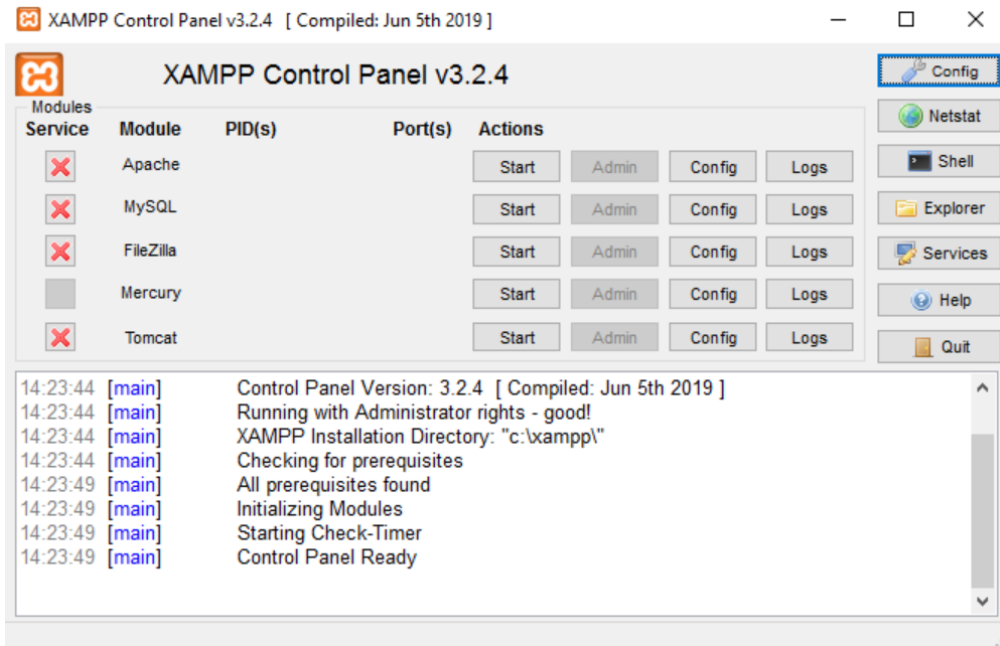 XAMPP Control Panel v3.2.4 [ Compiled: Jun 5th 2019 ]
XAMPP Control Panel v3.2.4
Config
Modules
Service Module PID(s) Port(s) Actions
Netstat
Apache Start Admin Config Logs
Shell
MySQL Start Admin Config Logs
Explorer
FileZilla Start Admin Config Logs
Services
Mercury Start Admin Config Logs
Help
Tomcat Start Admin Config Logs
Quit
14:23:44 [main] Control Panel Version: 3.2.4 [ Compiled: Jun 5th 2019 ]
14:23:44 [main] Running with Administrator rights - good!
14:23:44 [main] XAMPP Installation Directory: "c:\xampp\"
14:23:44 [main] Checking for prerequisites
14:23:49 [main] All prerequisites found
14:23:49 [main] Initializing Modules
14:23:49 [main] Starting Check-Timer
14:23:49 [main] Control Panel Ready